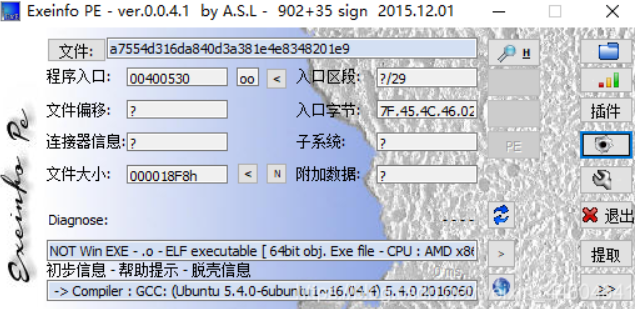 Exeinfo PE - ver.0.0.4.1 by A.S.L - 902+35 sign 2015.12.01
文件: a7554d316da840d3a381e4e8348201e9 H
程序入口: 00400530 oo < 入口区段: ?/29
文件偏移: ? 入口字节: 7F.45.4C.46.02 插件
连接器信息: ? 子系统: ? PE
文件大小: 000018F8h < N 附加数据: ?
Diagnose: ---- 退出
NOT Win EXE - .o - ELF executable [ 64bit obj. Exe file - CPU : AMD x86 > 提取
初步信息 - 帮助提示 - 脱壳信息
-> Compiler : GCC: (Ubuntu 5.4.0-6ubuntu1~16.04.4) 5.4.0 2016060 >>
Exeinfo Pe